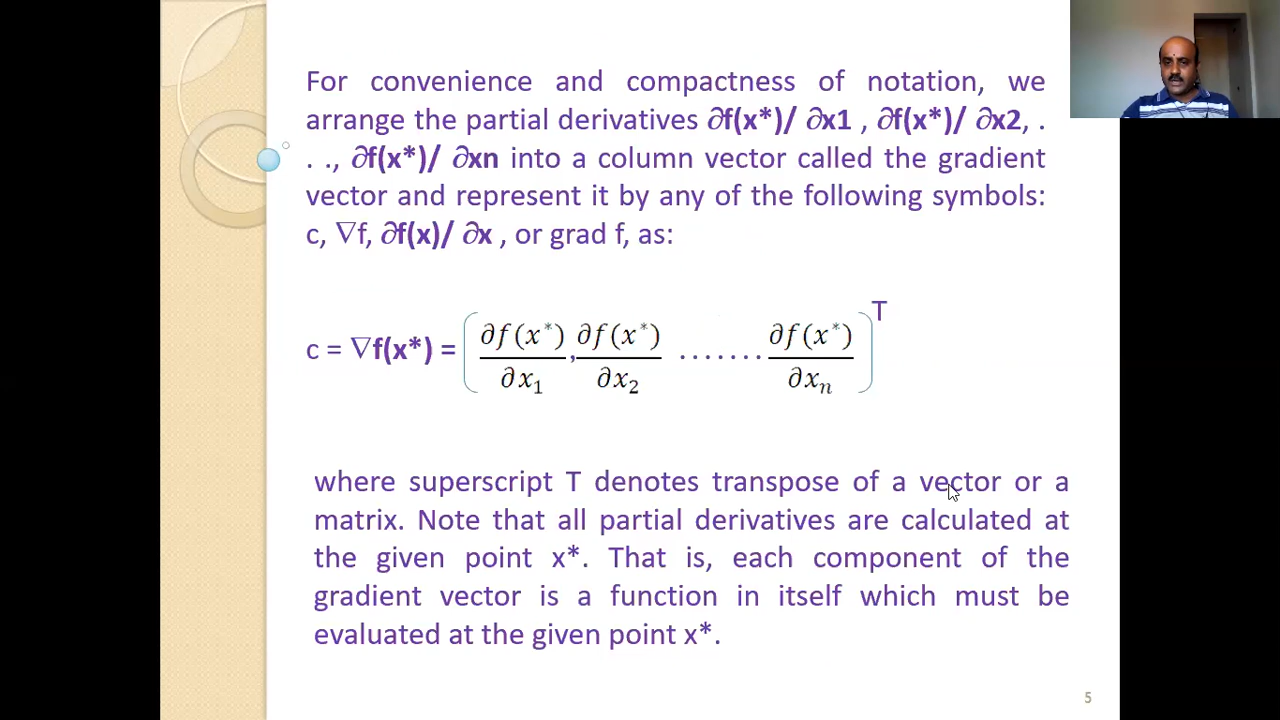 For convenience and compactness of notation, we
arrange the partial derivatives ∂f(x*)/ ∂x1 , ∂f(x*)/ ∂x2, .
. ., ∂f(x*)/ ∂xn into a column vector called the gradient
vector and represent it by any of the following symbols:
c, ∇f, ∂f(x)/ ∂x , or grad f, as:
c = ∇f(x*) = ( ∂f(x*)/∂x₁ , ∂f(x*)/∂x₂ ....... ∂f(x*)/∂xₙ )ᵀ
where superscript T denotes transpose of a vector or a
matrix. Note that all partial derivatives are calculated at
the given point x*. That is, each component of the
gradient vector is a function in itself which must be
evaluated at the given point x*.
5